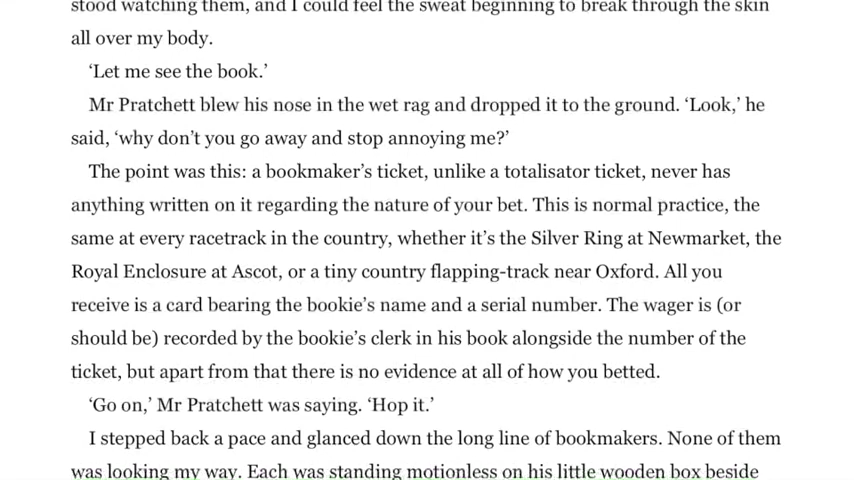 stood watching them, and I could feel the sweat beginning to break through the skin
all over my body.
‘Let me see the book.’
Mr Pratchett blew his nose in the wet rag and dropped it to the ground. ‘Look,’ he
said, ‘why don’t you go away and stop annoying me?’
The point was this: a bookmaker’s ticket, unlike a totalisator ticket, never has
anything written on it regarding the nature of your bet. This is normal practice, the
same at every racetrack in the country, whether it’s the Silver Ring at Newmarket, the
Royal Enclosure at Ascot, or a tiny country flapping-track near Oxford. All you
receive is a card bearing the bookie’s name and a serial number. The wager is (or
should be) recorded by the bookie’s clerk in his book alongside the number of the
ticket, but apart from that there is no evidence at all of how you betted.
‘Go on,’ Mr Pratchett was saying. ‘Hop it.’
I stepped back a pace and glanced down the long line of bookmakers. None of them
was looking my way. Each was standing motionless on his little wooden box beside